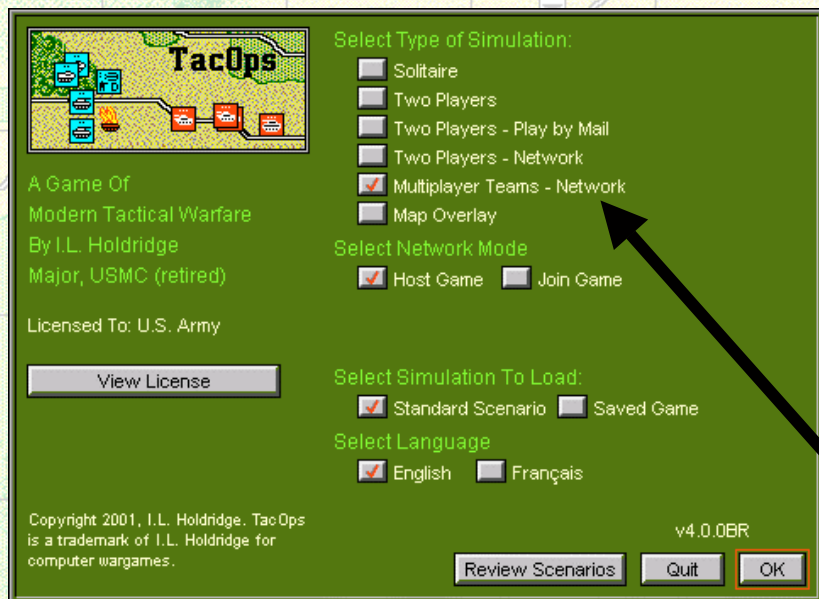 TacOps
A Game Of
Modern Tactical Warfare
By I.L. Holdridge
Major, USMC (retired)
Licensed To: U.S. Army
View License
Copyright 2001, I.L. Holdridge. TacOps
is a trademark of I.L. Holdridge for
computer wargames.
Select Type of Simulation:
Solitaire
Two Players
Two Players - Play by Mail
Two Players - Network
Multiplayer Teams - Network
Map Overlay
Select Network Mode
Host Game Join Game
Select Simulation To Load:
Standard Scenario Saved Game
Select Language
English Français
v4.0.0BR
Review Scenarios Quit OK